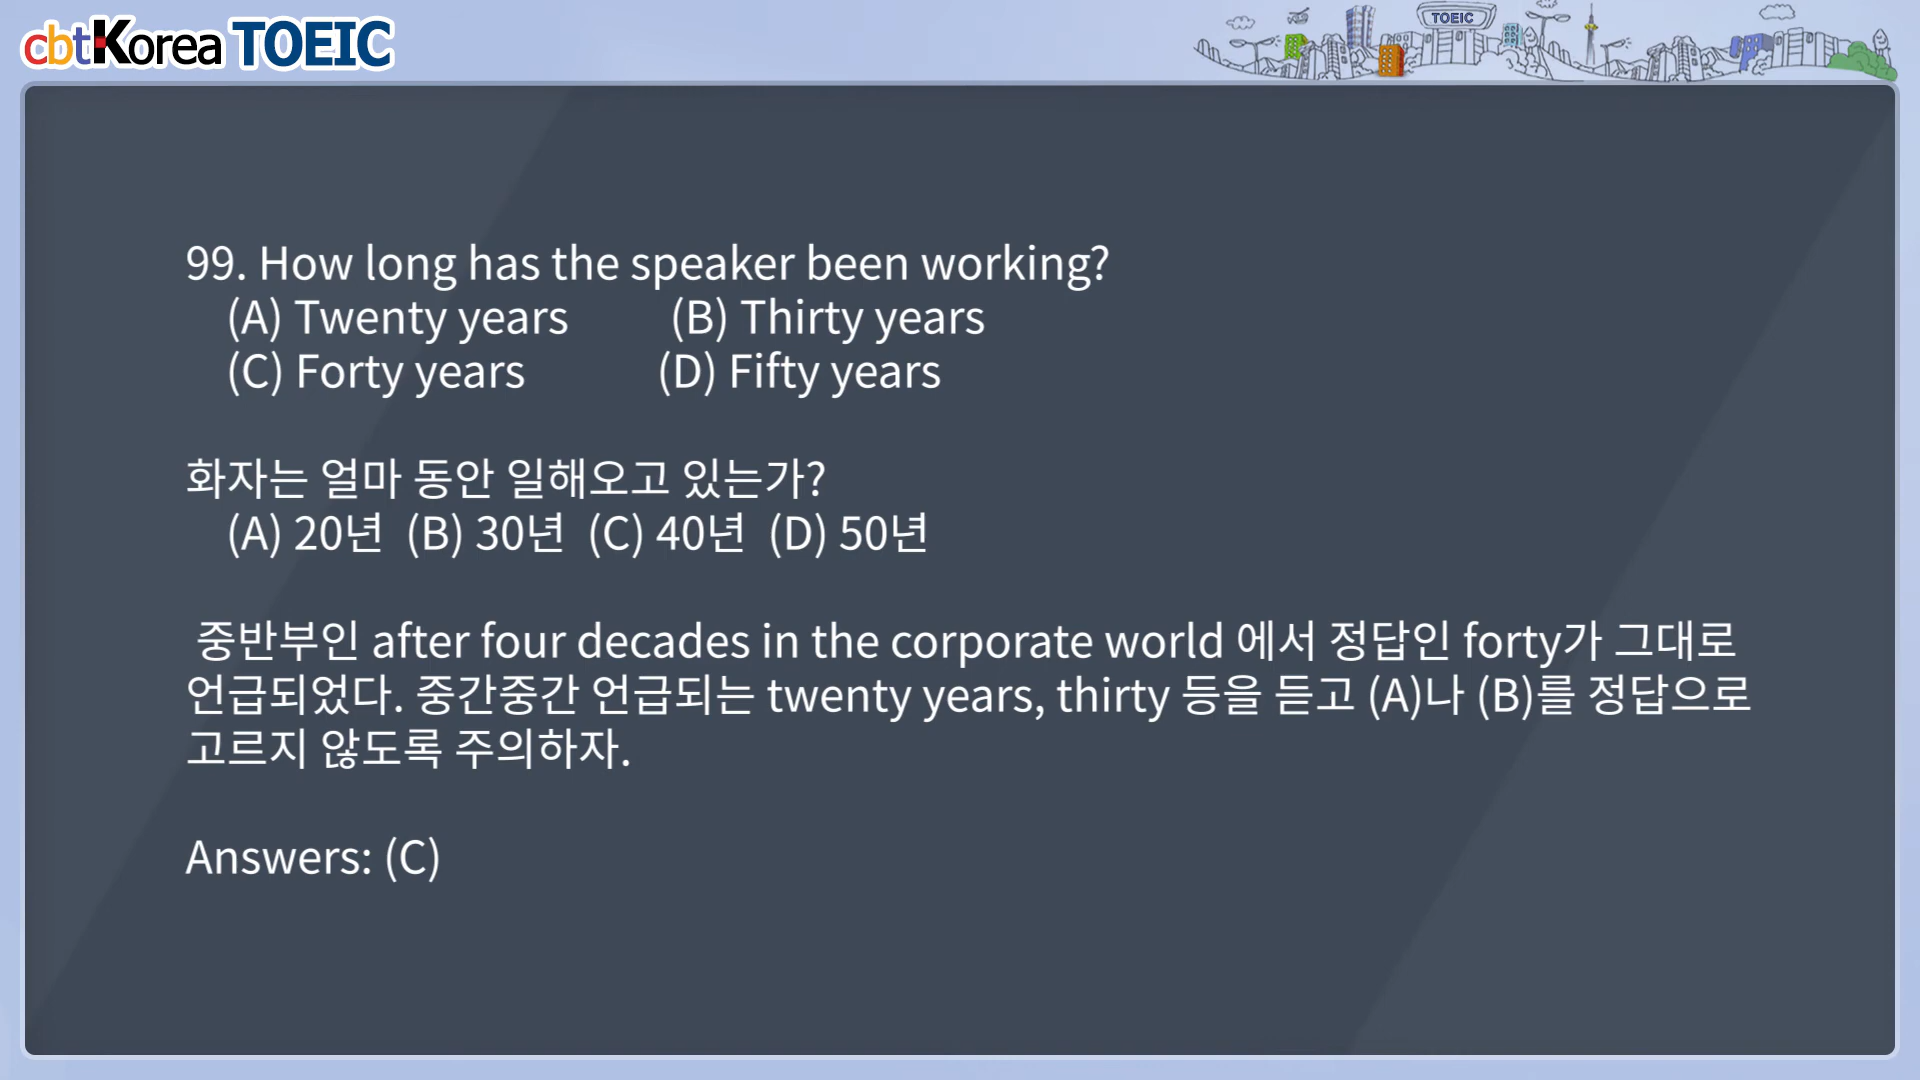 cbtKorea TOEIC
TOEIC
99. How long has the speaker been working?
(A) Twenty years (B) Thirty years
(C) Forty years (D) Fifty years
화자는 얼마 동안 일해오고 있는가?
(A) 20년 (B) 30년 (C) 40년 (D) 50년
중반부인 after four decades in the corporate world 에서 정답인 forty가 그대로
언급되었다. 중간중간 언급되는 twenty years, thirty 등을 듣고 (A)나 (B)를 정답으로
고르지 않도록 주의하자.
Answers: (C)